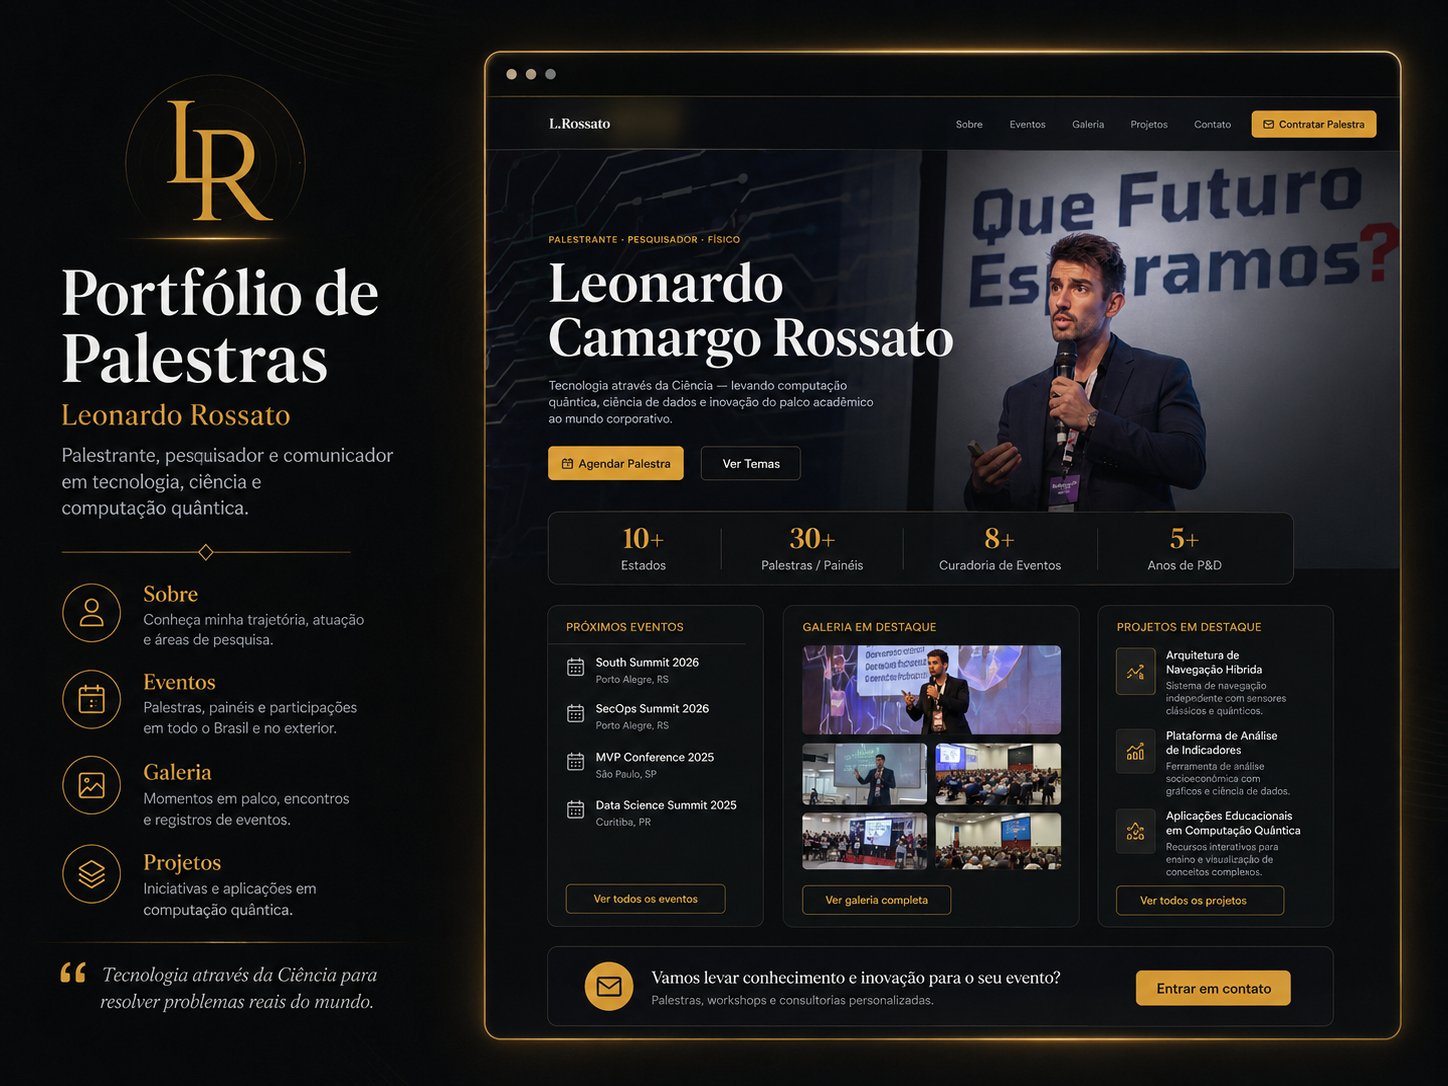 LR
Portfólio de
Palestras
Leonardo Rossato
Palestrante, pesquisador e comunicador
em tecnologia, ciência e
computação quântica.
Sobre
Conheça minha trajetória, atuação
e áreas de pesquisa.
Eventos
Palestras, painéis e participações
em todo o Brasil e no exterior.
Galeria
Momentos em palco, encontros
e registros de eventos.
Projetos
Iniciativas e aplicações em
computação quântica.
“ Tecnologia através da Ciência para
resolver problemas reais do mundo.
L.Rossato
Sobre
Eventos
Galeria
Projetos
Contato
Contratar Palestra
Que Futuro
Esperamos?
PALESTRANTE · PESQUISADOR · FÍSICO
Leonardo
Camargo Rossato
Tecnologia através da Ciência — levando computação
quântica, ciência de dados e inovação do palco acadêmico
ao mundo corporativo.
Agendar Palestra
Ver Temas
10+
Estados
30+
Palestras / Painéis
8+
Curadoria de Eventos
5+
Anos de P&D
PRÓXIMOS EVENTOS
South Summit 2026
Porto Alegre, RS
SecOps Summit 2026
Porto Alegre, RS
MVP Conference 2025
São Paulo, SP
Data Science Summit 2025
Curitiba, PR
Ver todos os eventos
GALERIA EM DESTAQUE
Ver galeria completa
PROJETOS EM DESTAQUE
Arquitetura de
Navegação Híbrida
Sistema de navegação
independente com sensores
clássicos e quânticos.
Plataforma de Análise
de Indicadores
Ferramenta de análise
socioeconômica com
gráficos e ciência de dados.
Aplicações Educacionais
em Computação Quântica
Recursos interativos para
ensino e visualização de
conceitos complexos.
Ver todos os projetos
Vamos levar conhecimento e inovação para o seu evento?
Palestras, workshops e consultorias personalizadas.
Entrar em contato